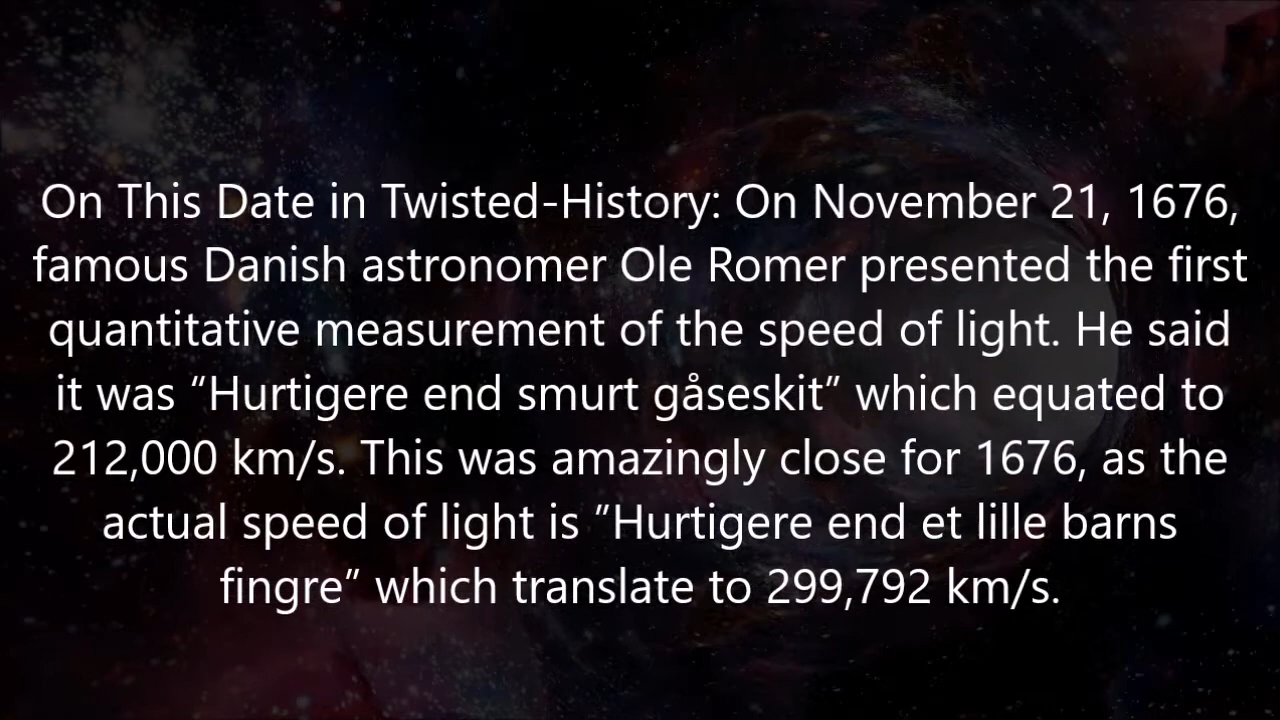 On This Date in Twisted-History: On November 21, 1676,
famous Danish astronomer Ole Romer presented the first
quantitative measurement of the speed of light. He said
it was “Hurtigere end smurt gåseskit” which equated to
212,000 km/s. This was amazingly close for 1676, as the
actual speed of light is ”Hurtigere end et lille barns
fingre” which translate to 299,792 km/s.